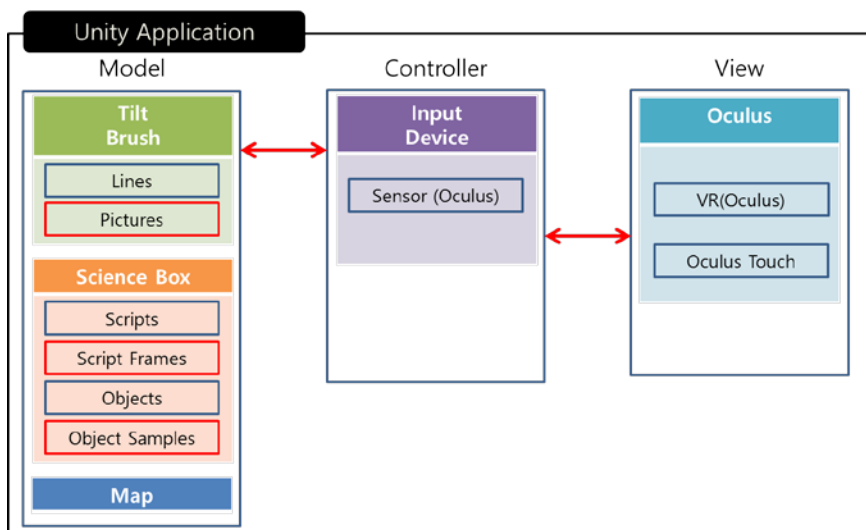 Unity Application
Model
Controller
View
Tilt
Brush
Lines
Pictures
Science Box
Scripts
Script Frames
Objects
Object Samples
Map
Input
Device
Sensor (Oculus)
Oculus
VR(Oculus)
Oculus Touch